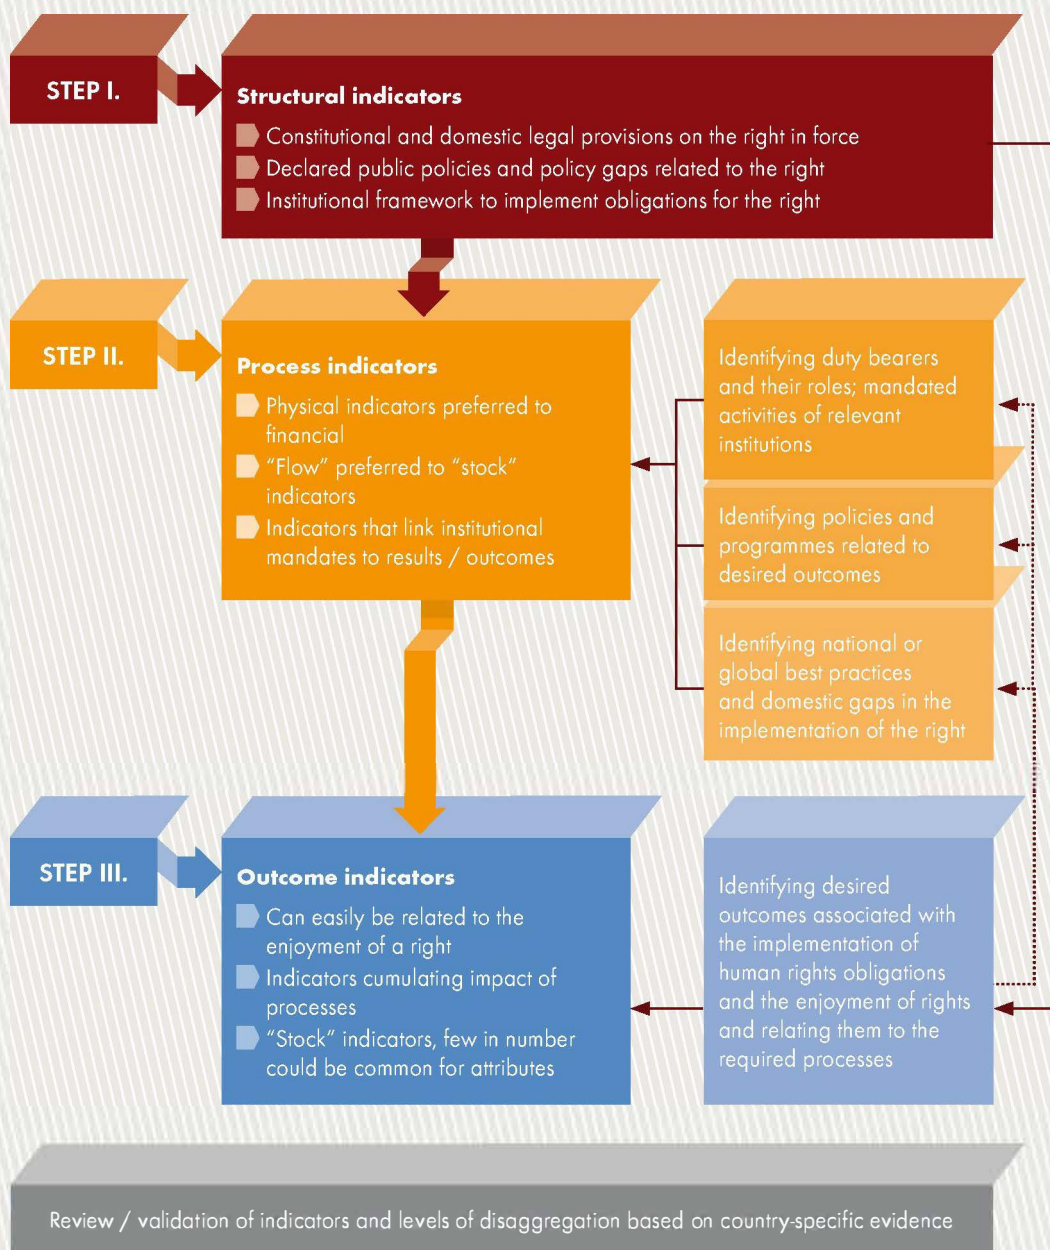 STEP I.
Structural indicators
Constitutional and domestic legal provisions on the right in force
Declared public policies and policy gaps related to the right
Institutional framework to implement obligations for the right
STEP II.
Process indicators
Physical indicators preferred to
financial
“Flow” preferred to “stock”
indicators
Indicators that link institutional
mandates to results / outcomes
Identifying duty bearers
and their roles; mandated
activities of relevant
institutions
Identifying policies and
programmes related to
desired outcomes
Identifying national or
global best practices
and domestic gaps in the
implementation of the right
STEP III.
Outcome indicators
Can easily be related to the
enjoyment of a right
Indicators cumulating impact of
processes
“Stock” indicators, few in number
could be common for attributes
Identifying desired
outcomes associated with
the implementation of
human rights obligations
and the enjoyment of rights
and relating them to the
required processes
Review / validation of indicators and levels of disaggregation based on country-specific evidence